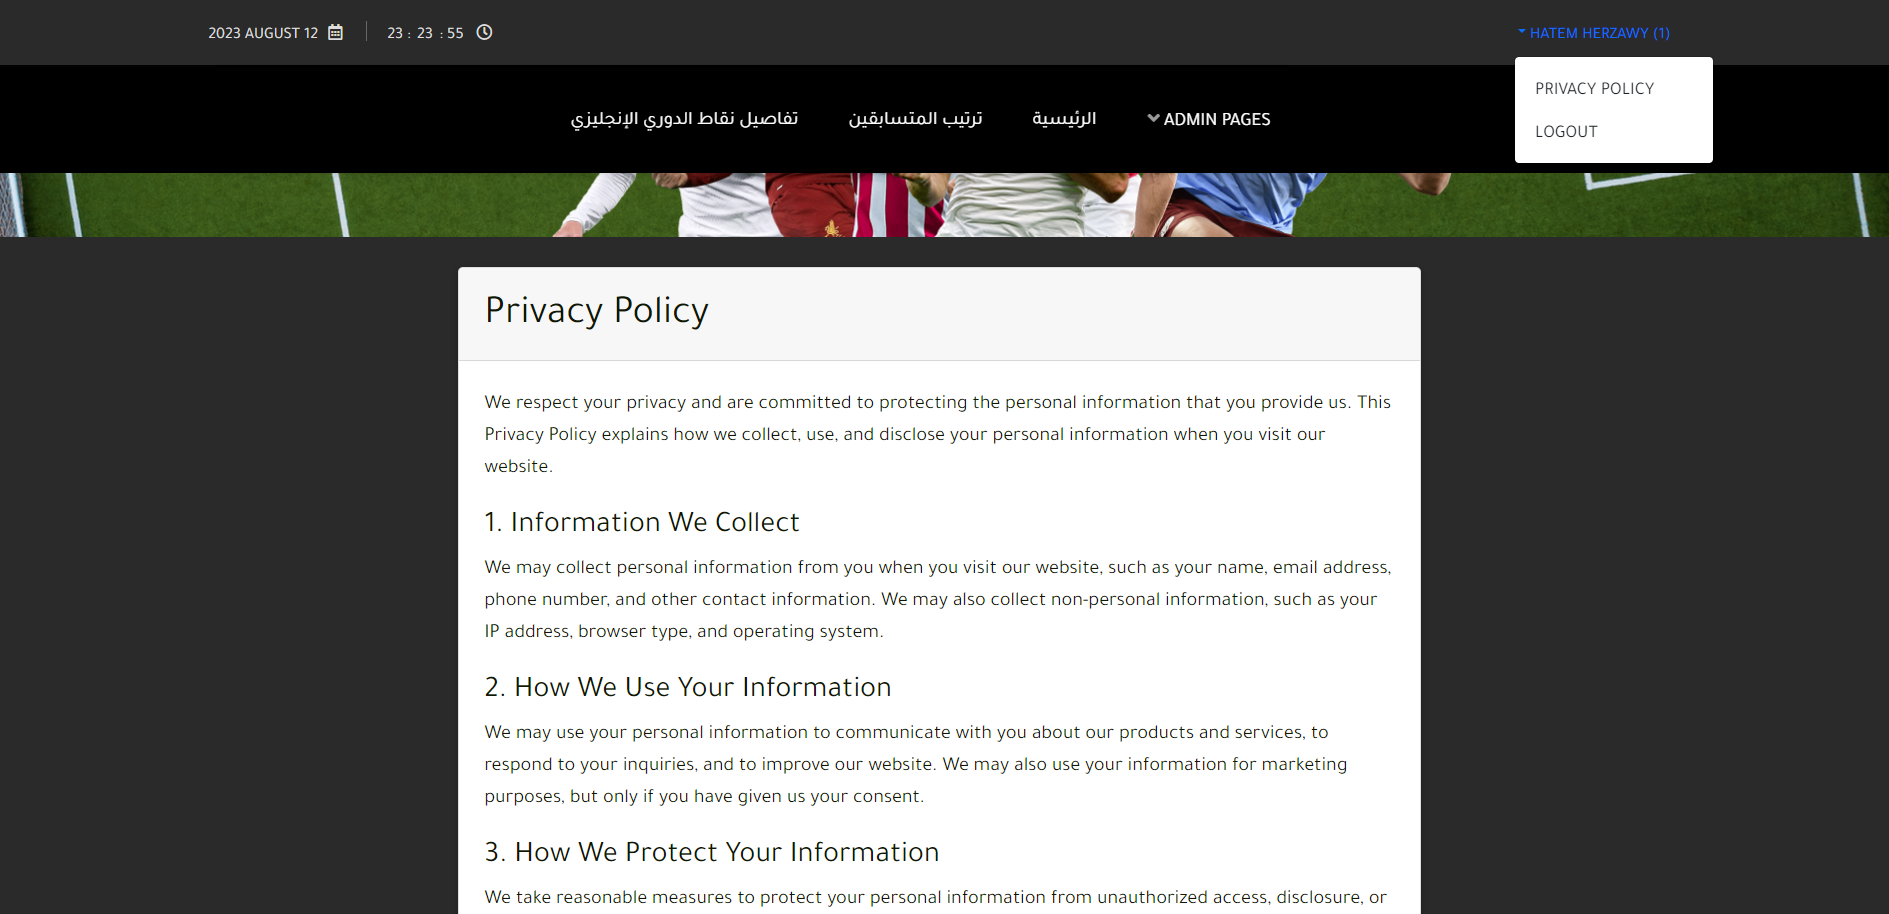 2023 AUGUST 12
23 : 23 : 55
HATEM HERZAWY (1)
PRIVACY POLICY
LOGOUT
ADMIN PAGES
الرئيسية
ترتيب المتسابقين
تفاصيل نقاط الدوري الإنجليزي
Privacy Policy
We respect your privacy and are committed to protecting the personal information that you provide us. This
Privacy Policy explains how we collect, use, and disclose your personal information when you visit our
website.
1. Information We Collect
We may collect personal information from you when you visit our website, such as your name, email address,
phone number, and other contact information. We may also collect non-personal information, such as your
IP address, browser type, and operating system.
2. How We Use Your Information
We may use your personal information to communicate with you about our products and services, to
respond to your inquiries, and to improve our website. We may also use your information for marketing
purposes, but only if you have given us your consent.
3. How We Protect Your Information
We take reasonable measures to protect your personal information from unauthorized access, disclosure, or